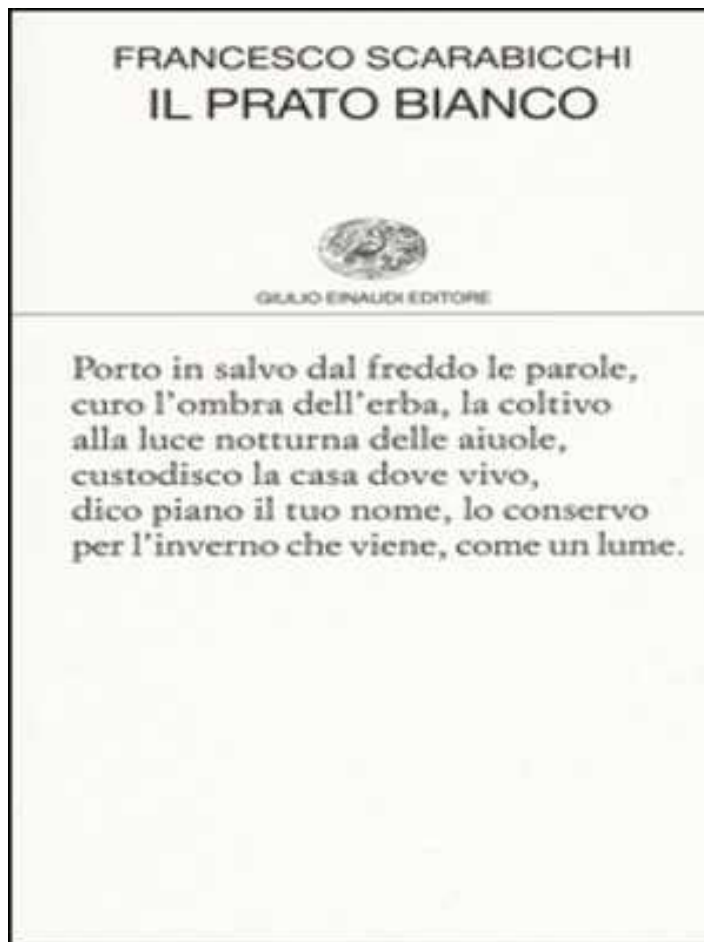 FRANCESCO SCARABICCHI
IL PRATO BIANCO
GIULIO EINAUDI EDITORE
Porto in salvo dal freddo le parole,
curo l'ombra dell'erba, la coltivo
alla luce notturna delle aiuole,
custodisco la casa dove vivo,
dico piano il tuo nome, lo conservo
per l'inverno che viene, come un lume.